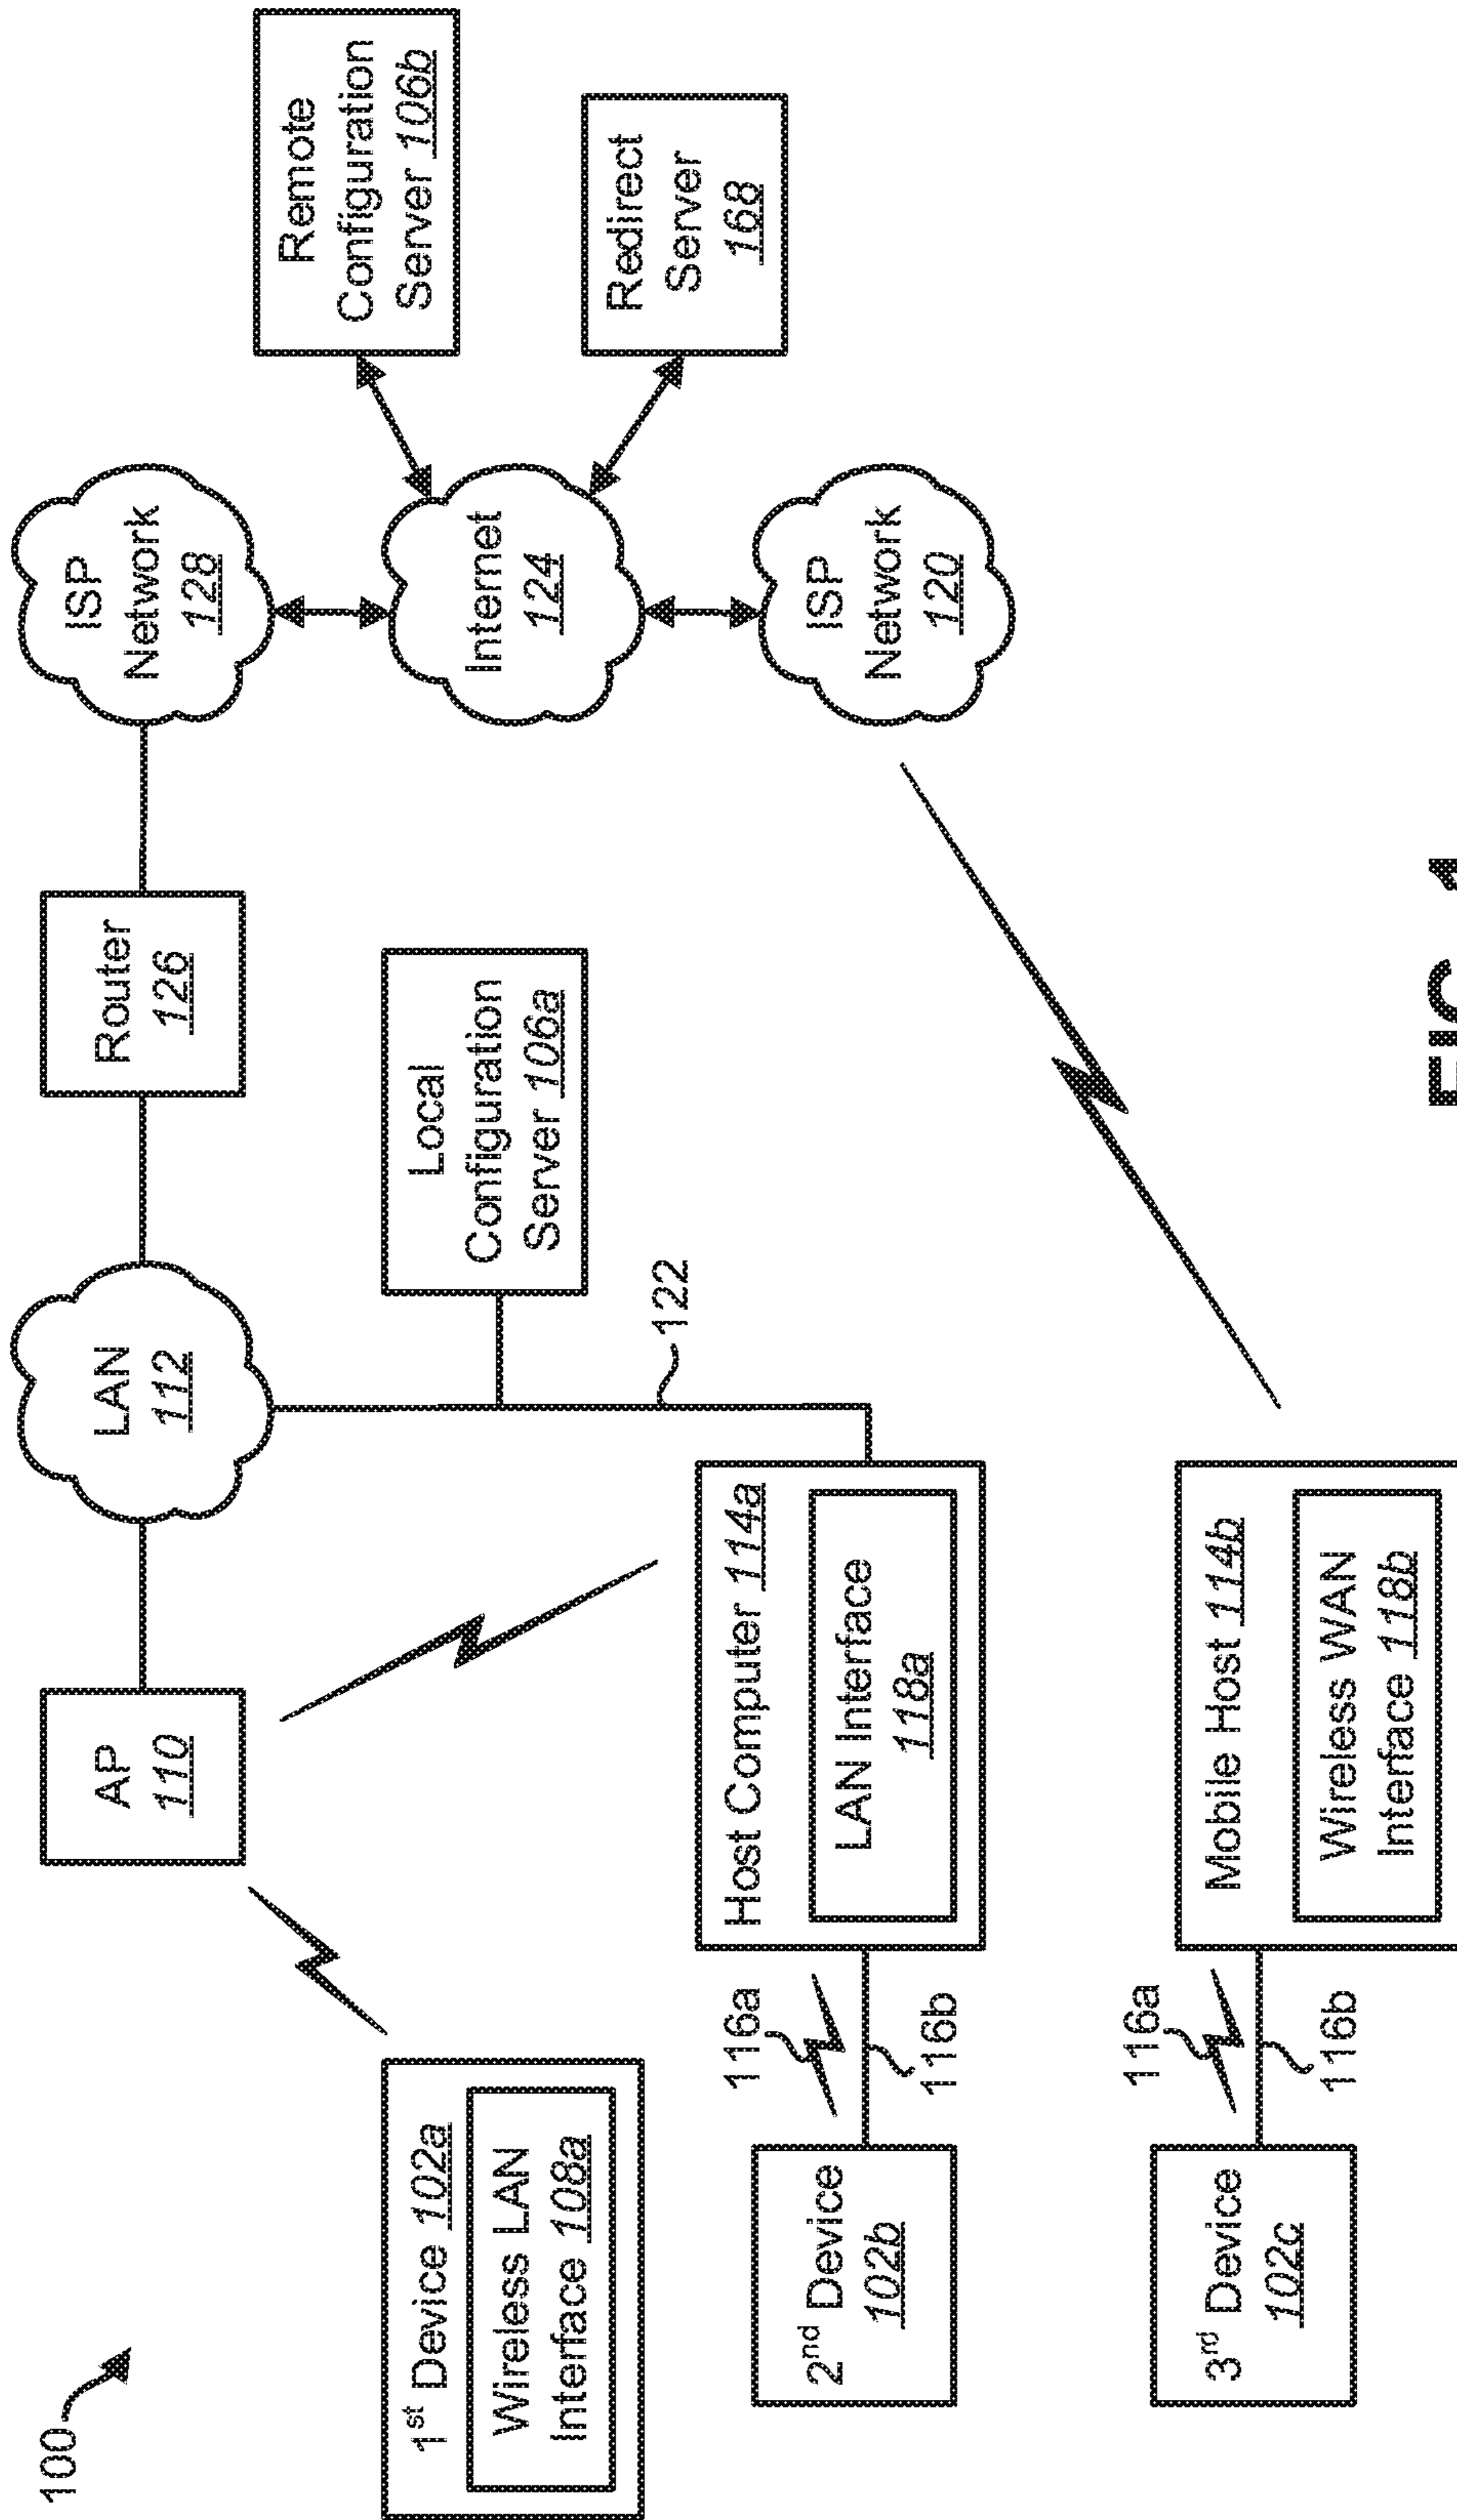 100
1st Device 102a
Wireless LAN
Interface 108a
AP
110
LAN
112
Router
126
ISP
Network
128
Local
Configuration
Server 106a
Internet
124
Remote
Configuration
Server 106b
Redirect
Server
168
122
2nd Device
102b
116a
116b
Host Computer 114a
LAN Interface
118a
ISP
Network
120
3rd Device
102c
116a
116b
Mobile Host 114b
Wireless WAN
Interface 118b
FIG. 1